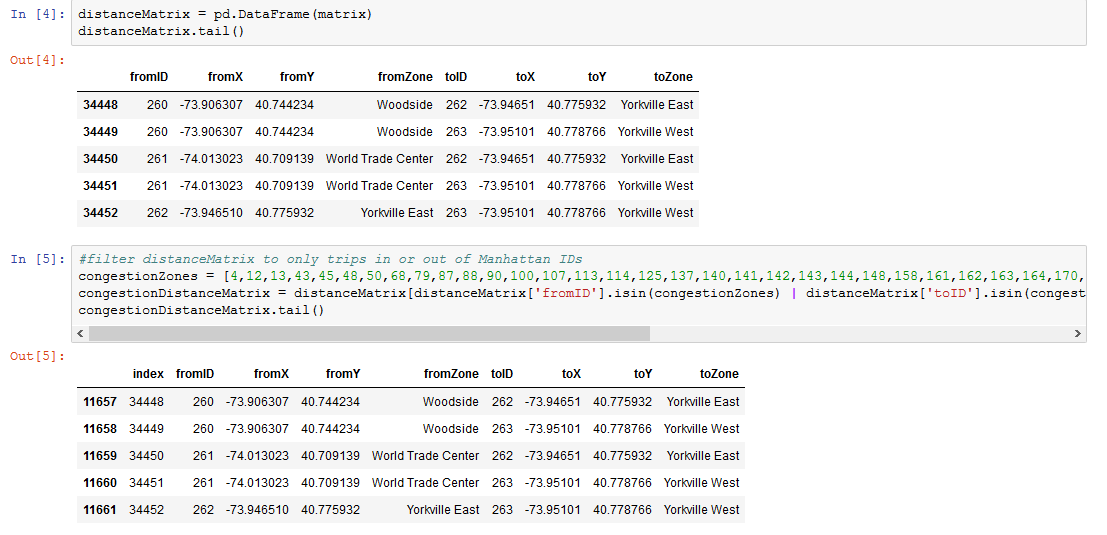 In [4]: distanceMatrix = pd.DataFrame(matrix)
distanceMatrix.tail()
Out[4]:
fromID fromX fromY fromZone toID toX toY toZone
34448 260 -73.906307 40.744234 Woodside 262 -73.94651 40.775932 Yorkville East
34449 260 -73.906307 40.744234 Woodside 263 -73.95101 40.778766 Yorkville West
34450 261 -74.013023 40.709139 World Trade Center 262 -73.94651 40.775932 Yorkville East
34451 261 -74.013023 40.709139 World Trade Center 263 -73.95101 40.778766 Yorkville West
34452 262 -73.946510 40.775932 Yorkville East 263 -73.95101 40.778766 Yorkville West
In [5]: #filter distanceMatrix to only trips in or out of Manhattan IDs
congestionZones = [4,12,13,43,45,48,50,68,79,87,88,90,100,107,113,114,125,137,140,141,142,143,144,148,158,161,162,163,164,170,
congestionDistanceMatrix = distanceMatrix[distanceMatrix['fromID'].isin(congestionZones) | distanceMatrix['toID'].isin(congest
congestionDistanceMatrix.tail()
Out[5]:
index fromID fromX fromY fromZone toID toX toY toZone
11657 34448 260 -73.906307 40.744234 Woodside 262 -73.94651 40.775932 Yorkville East
11658 34449 260 -73.906307 40.744234 Woodside 263 -73.95101 40.778766 Yorkville West
11659 34450 261 -74.013023 40.709139 World Trade Center 262 -73.94651 40.775932 Yorkville East
11660 34451 261 -74.013023 40.709139 World Trade Center 263 -73.95101 40.778766 Yorkville West
11661 34452 262 -73.946510 40.775932 Yorkville East 263 -73.95101 40.778766 Yorkville West